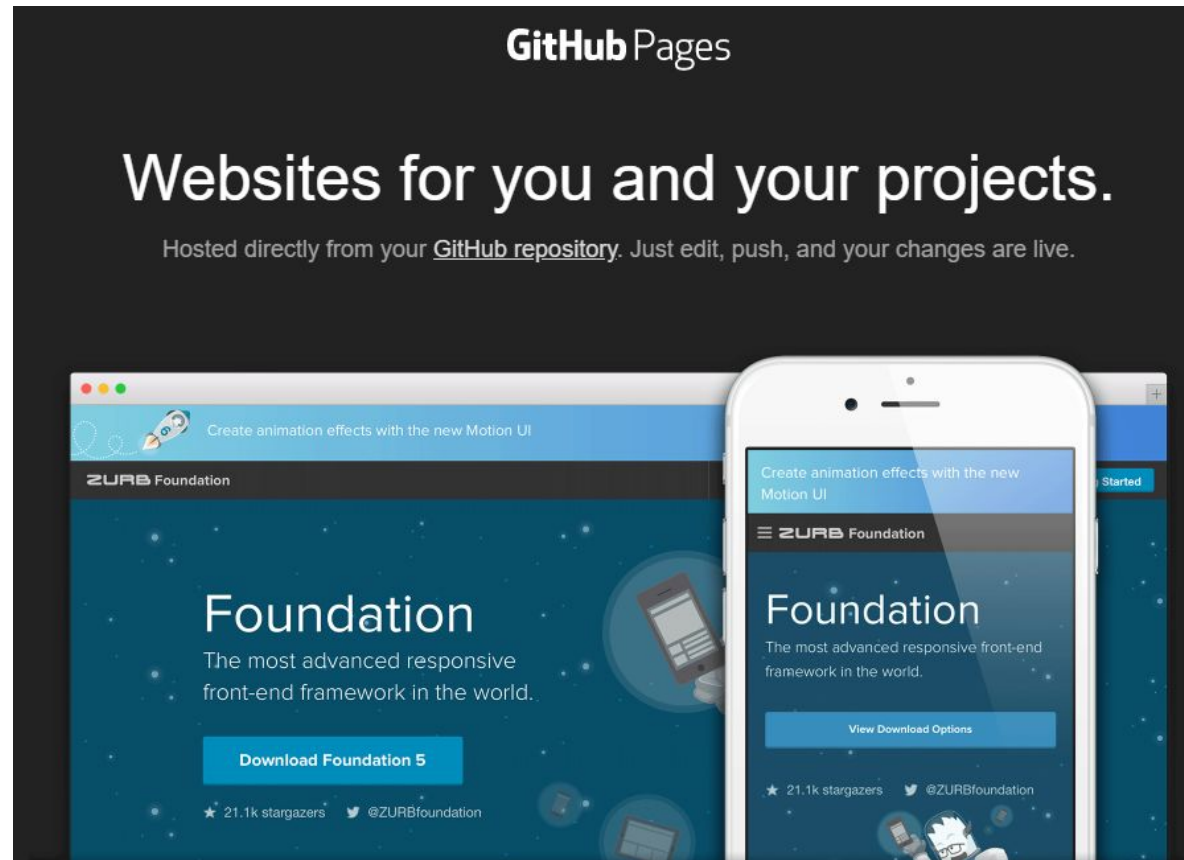 GitHub Pages
Websites for you and your projects.
Hosted directly from your GitHub repository. Just edit, push, and your changes are live.
Create animation effects with the new Motion UI
ZURB Foundation
Started
Foundation
The most advanced responsive
front-end framework in the world.
Download Foundation 5
21.1k stargazers @ZURBfoundation
Create animation effects with the new
Motion UI
ZURB Foundation
Foundation
The most advanced responsive front-end
framework in the world.
View Download Options
21.1k stargazers @ZURBfoundation